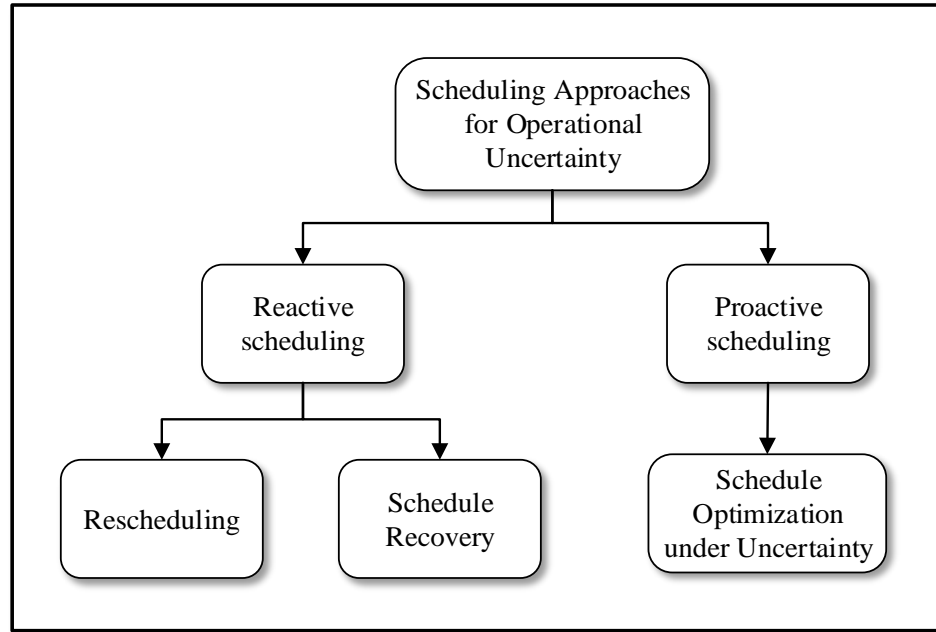 Scheduling Approaches
for Operational
Uncertainty
Reactive
scheduling
Proactive
scheduling
Rescheduling
Schedule
Recovery
Schedule
Optimization
under Uncertainty